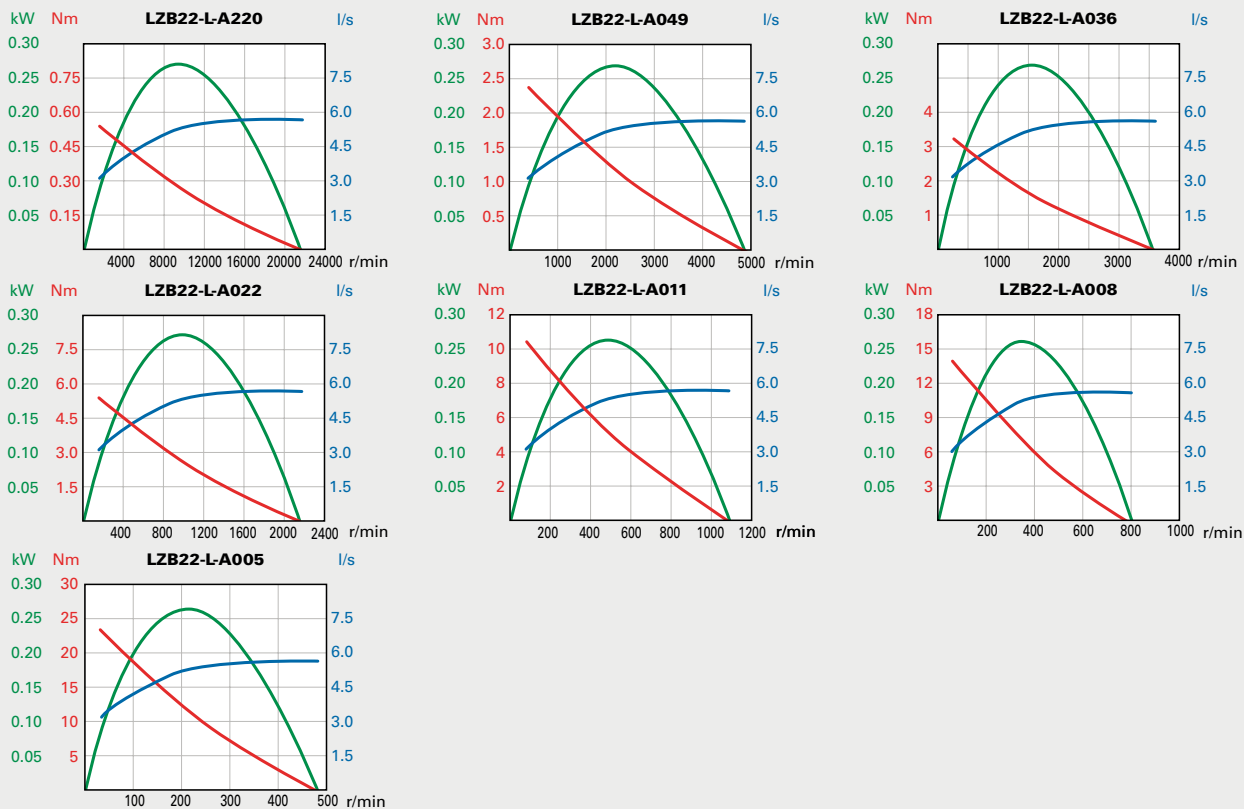 kW Nm LZB22-L-A220 l/s
0.30
0.25 0.75 7.5
0.20 0.60 6.0
0.15 0.45 4.5
0.10 0.30 3.0
0.05 0.15 1.5
4000 8000 12000 16000 20000 24000 r/min
kW Nm LZB22-L-A049 l/s
0.30 3.0
0.25 2.5 7.5
0.20 2.0 6.0
0.15 1.5 4.5
0.10 1.0 3.0
0.05 0.5 1.5
1000 2000 3000 4000 5000 r/min
kW Nm LZB22-L-A036 l/s
0.30
0.25 7.5
0.20 4 6.0
0.15 3 4.5
0.10 2 3.0
0.05 1 1.5
1000 2000 3000 4000 r/min
kW Nm LZB22-L-A022 l/s
0.30
0.25 7.5 7.5
0.20 6.0 6.0
0.15 4.5 4.5
0.10 3.0 3.0
0.05 1.5 1.5
400 800 1200 1600 2000 2400 r/min
kW Nm LZB22-L-A011 l/s
0.30 12
0.25 10 7.5
0.20 8 6.0
0.15 6 4.5
0.10 4 3.0
0.05 2 1.5
200 400 600 800 1000 1200 r/min
kW Nm LZB22-L-A008 l/s
0.30 18
0.25 15 7.5
0.20 12 6.0
0.15 9 4.5
0.10 6 3.0
0.05 3 1.5
200 400 600 800 1000 r/min
kW Nm LZB22-L-A005 l/s
0.30 30
0.25 25 7.5
0.20 20 6.0
0.15 15 4.5
0.10 10 3.0
0.05 5 1.5
100 200 300 400 500 r/min